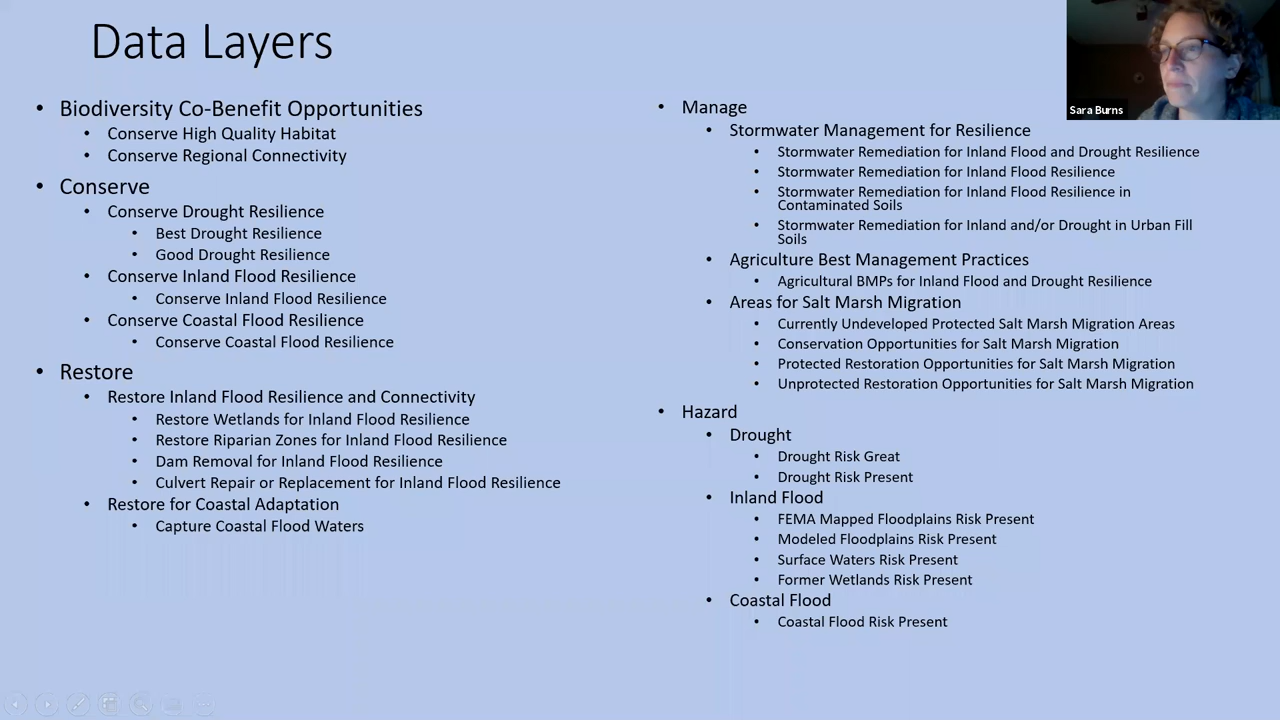 Data Layers
Biodiversity Co-Benefit Opportunities
Conserve High Quality Habitat
Conserve Regional Connectivity
Conserve
Conserve Drought Resilience
Best Drought Resilience
Good Drought Resilience
Conserve Inland Flood Resilience
Conserve Inland Flood Resilience
Conserve Coastal Flood Resilience
Conserve Coastal Flood Resilience
Restore
Restore Inland Flood Resilience and Connectivity
Restore Wetlands for Inland Flood Resilience
Restore Riparian Zones for Inland Flood Resilience
Dam Removal for Inland Flood Resilience
Culvert Repair or Replacement for Inland Flood Resilience
Restore for Coastal Adaptation
Capture Coastal Flood Waters
Manage
Stormwater Management for Resilience
Stormwater Remediation for Inland Flood and Drought Resilience
Stormwater Remediation for Inland Flood Resilience
Stormwater Remediation for Inland Flood Resilience in
Contaminated Soils
Stormwater Remediation for Inland and/or Drought in Urban Fill
Soils
Agriculture Best Management Practices
Agricultural BMPs for Inland Flood and Drought Resilience
Areas for Salt Marsh Migration
Currently Undeveloped Protected Salt Marsh Migration Areas
Conservation Opportunities for Salt Marsh Migration
Protected Restoration Opportunities for Salt Marsh Migration
Unprotected Restoration Opportunities for Salt Marsh Migration
Hazard
Drought
Drought Risk Great
Drought Risk Present
Inland Flood
FEMA Mapped Floodplains Risk Present
Modeled Floodplains Risk Present
Surface Waters Risk Present
Former Wetlands Risk Present
Coastal Flood
Coastal Flood Risk Present
Sara Burns